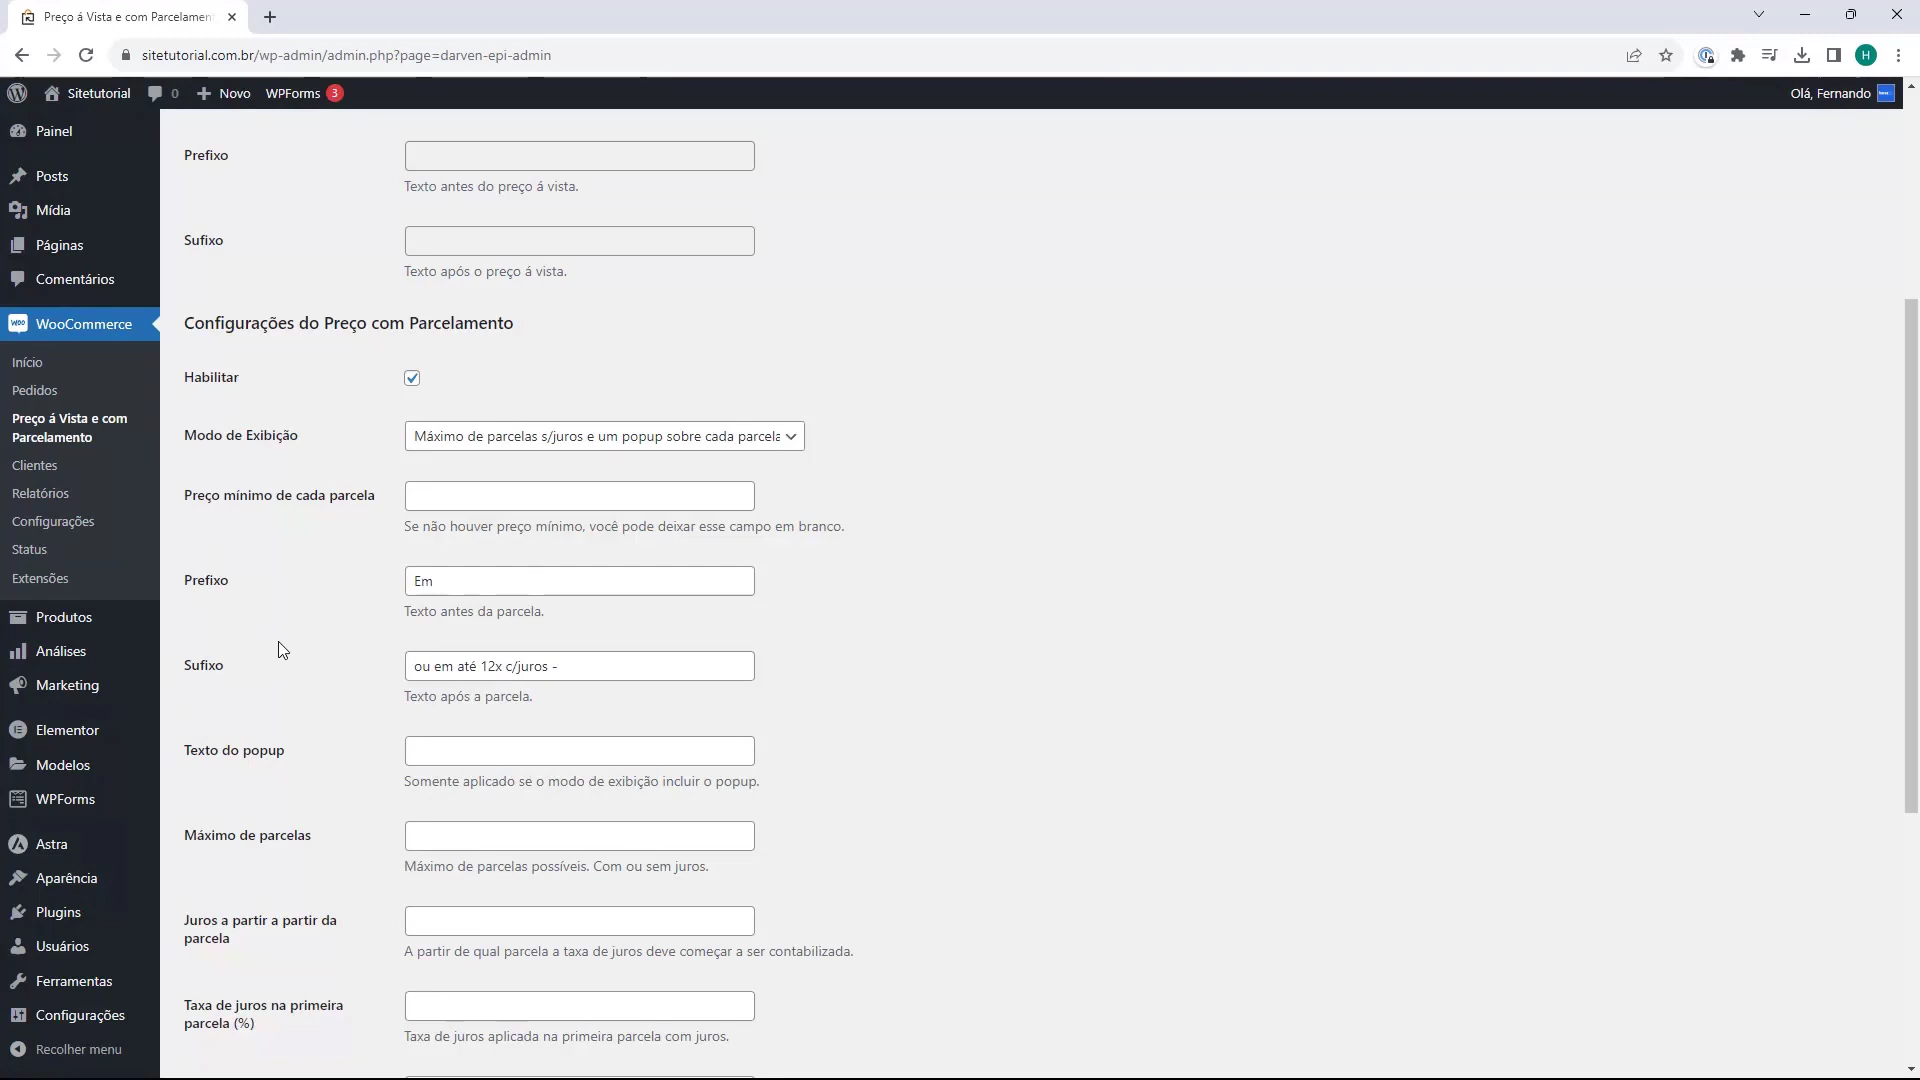 Preço á Vista e com Parcelamen
sitetutorial.com.br/wp-admin/admin.php?page=darven-epi-admin
H
Sitetutorial
0
Novo
WPForms
3
Olá, Fernando
Painel
Posts
Mídia
Páginas
Comentários
WooCommerce
Início
Pedidos
Preço á Vista e com
Parcelamento
Clientes
Relatórios
Configurações
Status
Extensões
Produtos
Análises
Marketing
Elementor
Modelos
WPForms
Astra
Aparência
Plugins
Usuários
Ferramentas
Configurações
Recolher menu
Prefixo
Texto antes do preço á vista.
Sufixo
Texto após o preço á vista.
Configurações do Preço com Parcelamento
Habilitar
Modo de Exibição
Máximo de parcelas s/juros e um popup sobre cada parcela
Preço mínimo de cada parcela
Se não houver preço mínimo, você pode deixar esse campo em branco.
Prefixo
Em
Texto antes da parcela.
Sufixo
ou em até 12x c/juros -
Texto após a parcela.
Texto do popup
Somente aplicado se o modo de exibição incluir o popup.
Máximo de parcelas
Máximo de parcelas possíveis. Com ou sem juros.
Juros a partir a partir da
parcela
A partir de qual parcela a taxa de juros deve começar a ser contabilizada.
Taxa de juros na primeira
parcela (%)
Taxa de juros aplicada na primeira parcela com juros.